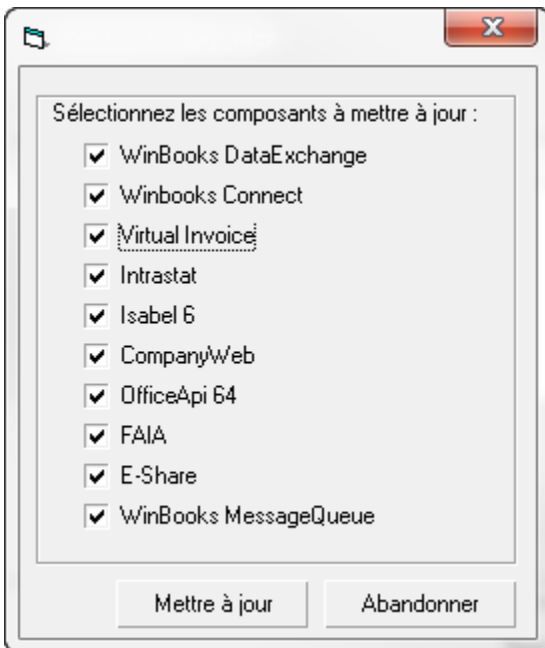 Sélectionnez les composants à mettre à jour :
WinBooks DataExchange
Winbooks Connect
Virtual Invoice
Intrastat
Isabel 6
CompanyWeb
OfficeApi 64
FAIA
E-Share
WinBooks MessageQueue
Mettre à jour
Abandonner